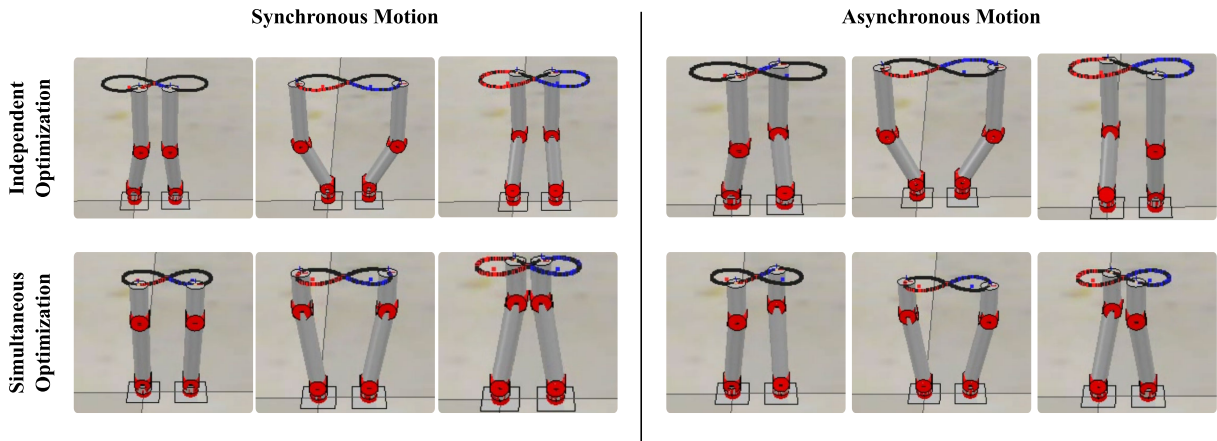 Synchronous Motion
Asynchronous Motion
Independent
Optimization
Simultaneous
Optimization